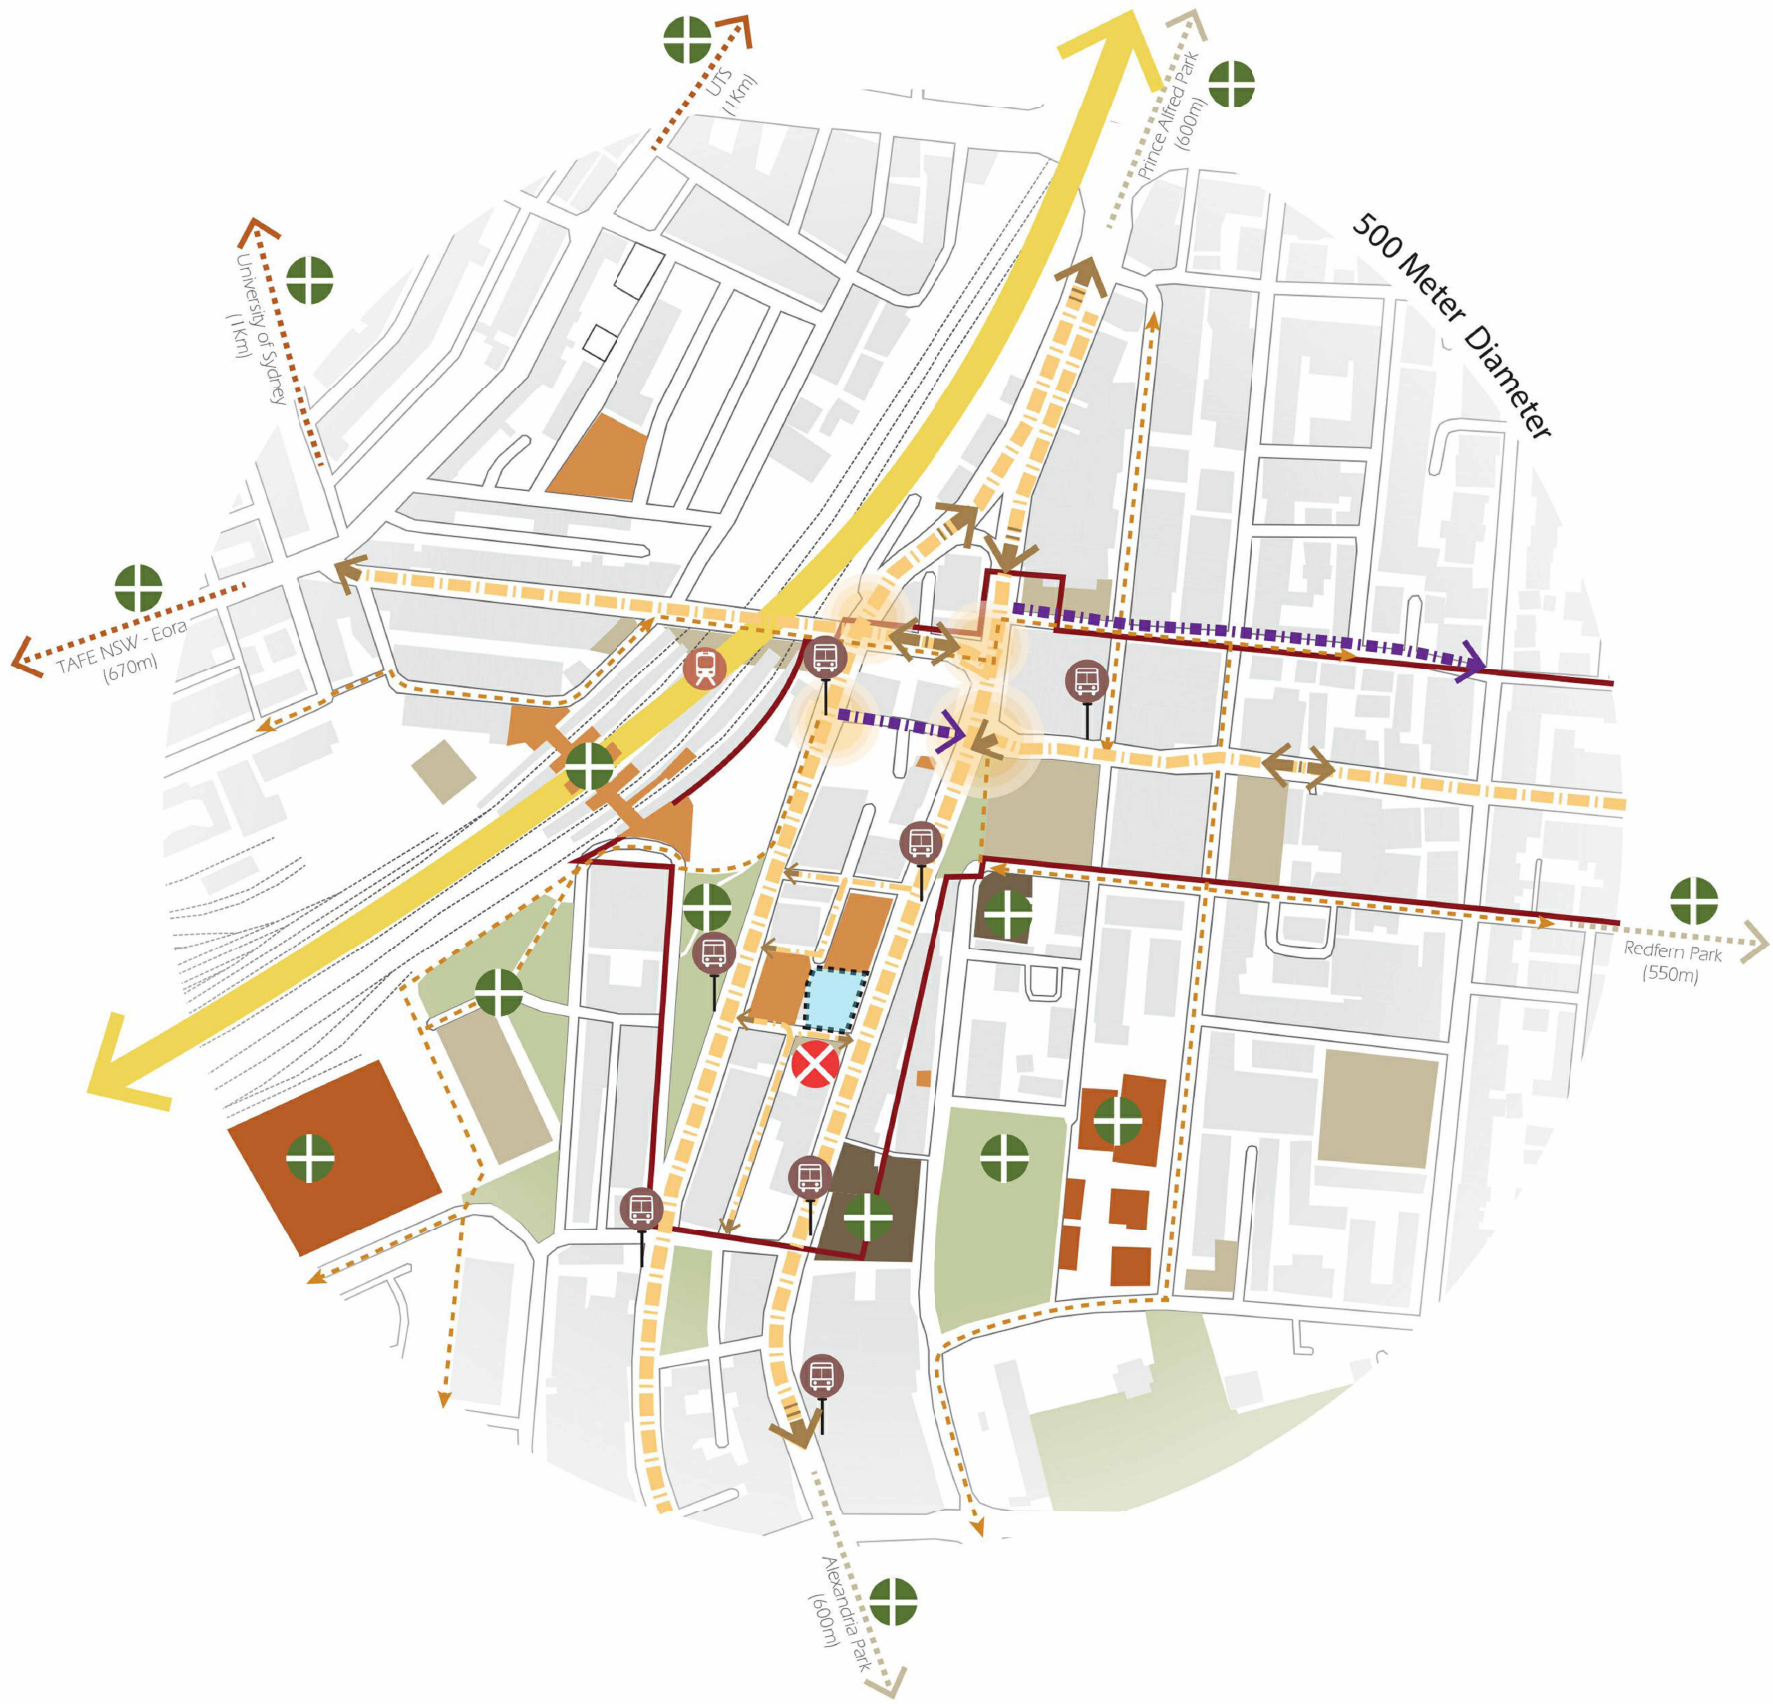 UTS
(1Km)
Prince Alfred Park
(600m)
500 Meter Diameter
University of Sydney
(1Km)
TAFE NSW - Eora
(670m)
Redfern Park
(550m)
Alexandria Park
(600m)